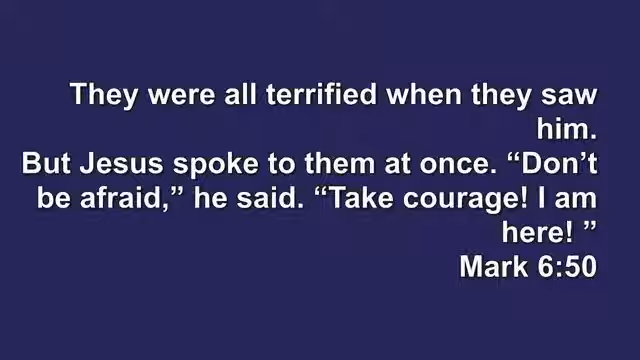 They were all terrified when they saw
him.
But Jesus spoke to them at once. “Don’t
be afraid,” he said. “Take courage! I am
here! ”
Mark 6:50